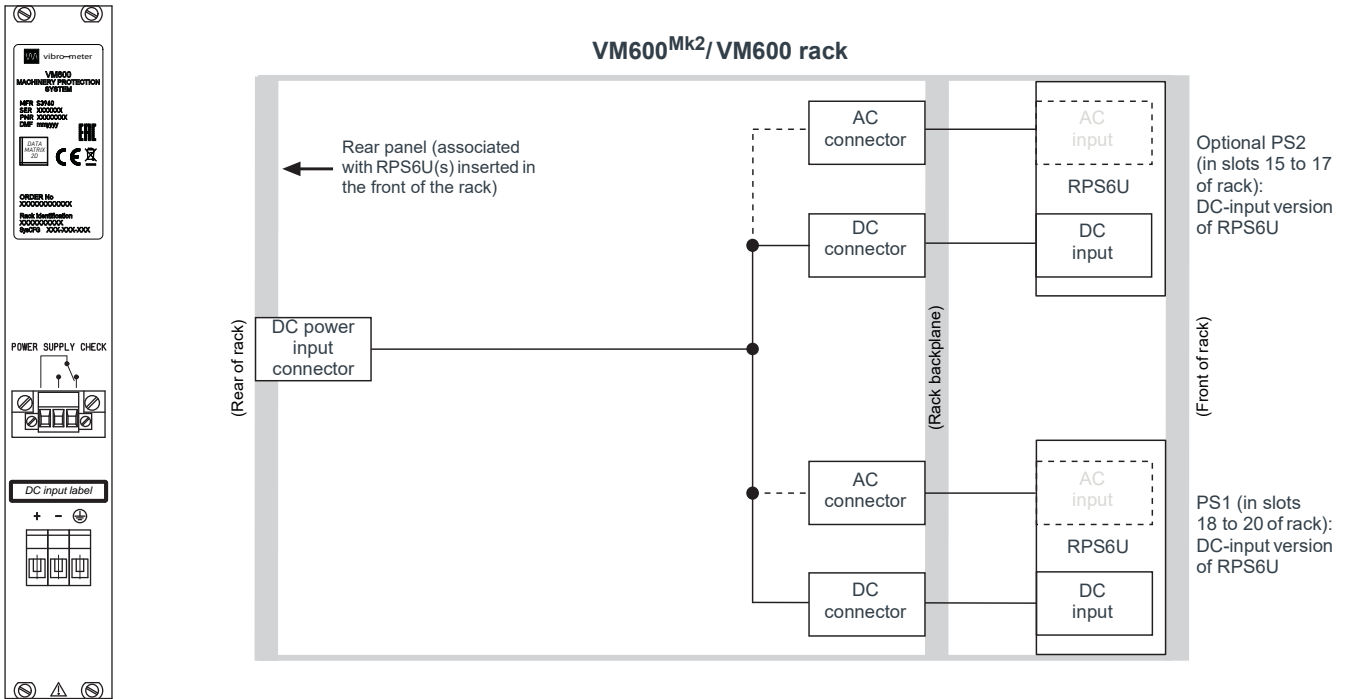 vibro-meter
VM600
MACHINERY PROTECTION
SYSTEM
MFR S3960
SER XXXXXXX
PNR XXXXXXXX
DMF mmyyyy
EAC
DATA
MATRIX
2D
CE
ORDER No
XXXXXXXXXXXX
Rack Identification
XXXXXXXXXX
SysCFG XXX-XXX-XXX
POWER SUPPLY CHECK
DC input label
+ -
VM600Mk2/ VM600 rack
Rear panel (associated
with RPS6U(s) inserted in
the front of the rack)
(Rear of rack)
DC power
input
connector
AC
connector
DC
connector
AC
connector
DC
connector
(Rack backplane)
AC
input
RPS6U
DC
input
AC
input
RPS6U
DC
input
(Front of rack)
Optional PS2
(in slots 15 to 17
of rack):
DC-input version
of RPS6U
PS1 (in slots
18 to 20 of rack):
DC-input version
of RPS6U